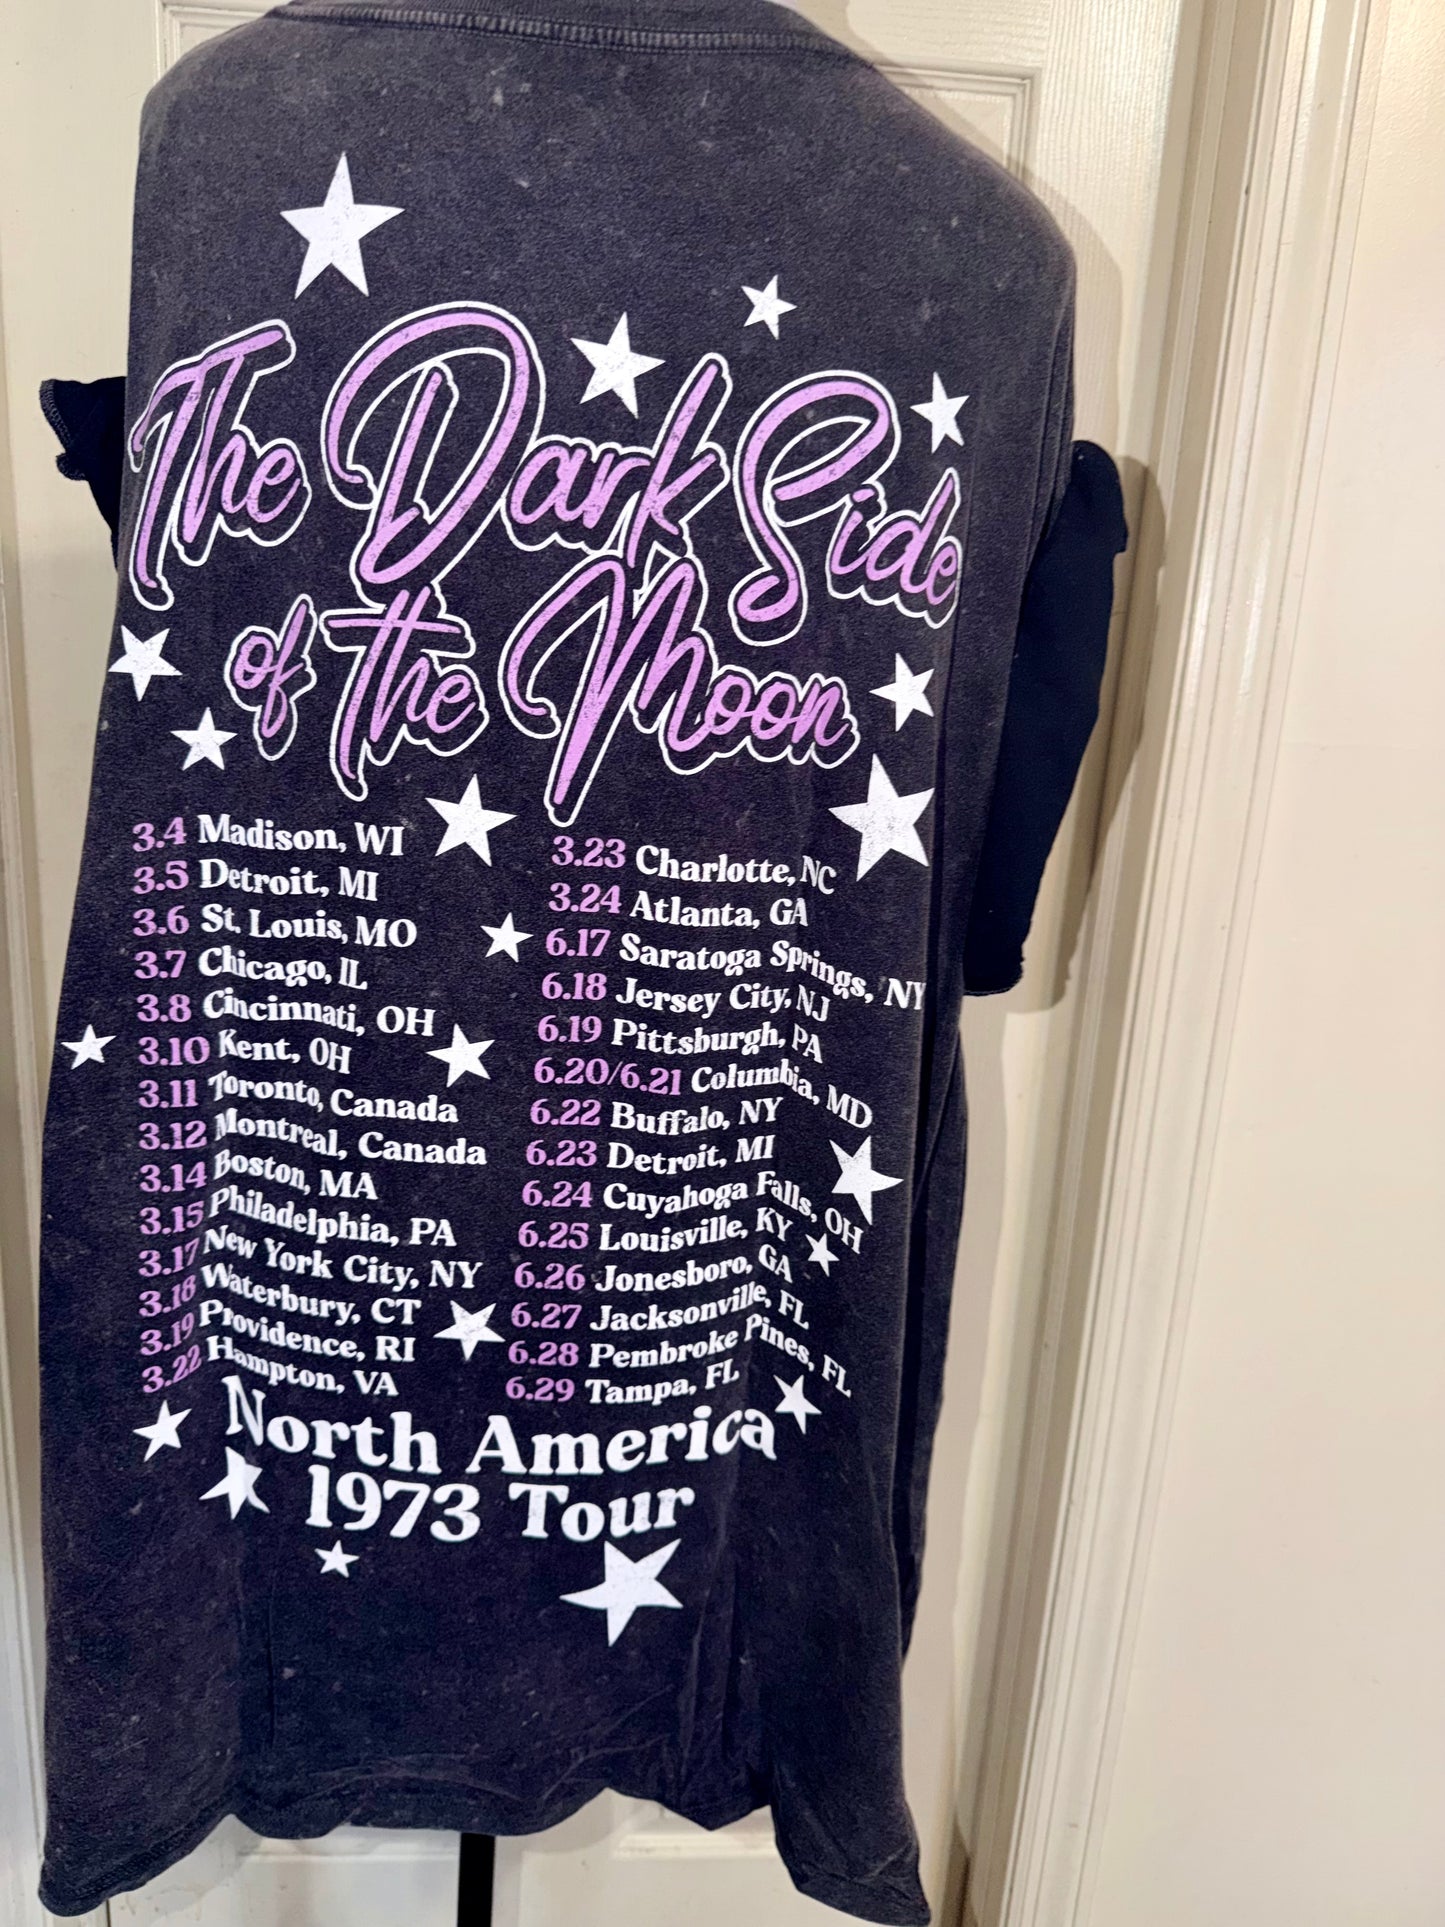 The Dark Side
of the Moon
3.4 Madison, WI
3.5 Detroit, MI
3.6 St. Louis, MO
3.7 Chicago, IL
3.8 Cincinnati, OH
3.10 Kent, OH
3.11 Toronto, Canada
3.12 Montreal, Canada
3.14 Boston, MA
3.15 Philadelphia, PA
3.17 New York City, NY
3.18 Waterbury, CT
3.19 Providence, RI
3.22 Hampton, VA
3.23 Charlotte, NC
3.24 Atlanta, GA
6.17 Saratoga Springs, NY
6.18 Jersey City, NJ
6.19 Pittsburgh, PA
6.20/6.21 Columbia, MD
6.22 Buffalo, NY
6.23 Detroit, MI
6.24 Cuyahoga Falls, OH
6.25 Louisville, KY
6.26 Jonesboro, GA
6.27 Jacksonville, FL
6.28 Pembroke Pines, FL
6.29 Tampa, FL
North America
1973 Tour